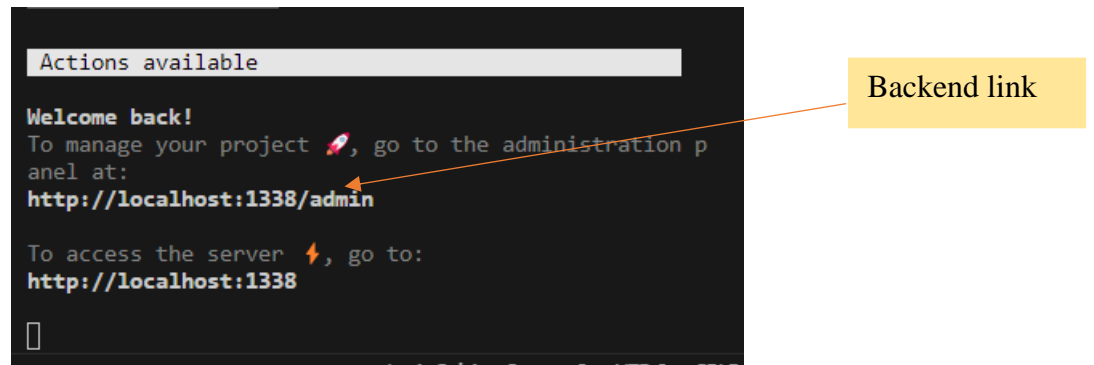 Actions available
Backend link
Welcome back!
To manage your project 🚀, go to the administration p
anel at:
http://localhost:1338/admin
To access the server ⚡, go to:
http://localhost:1338